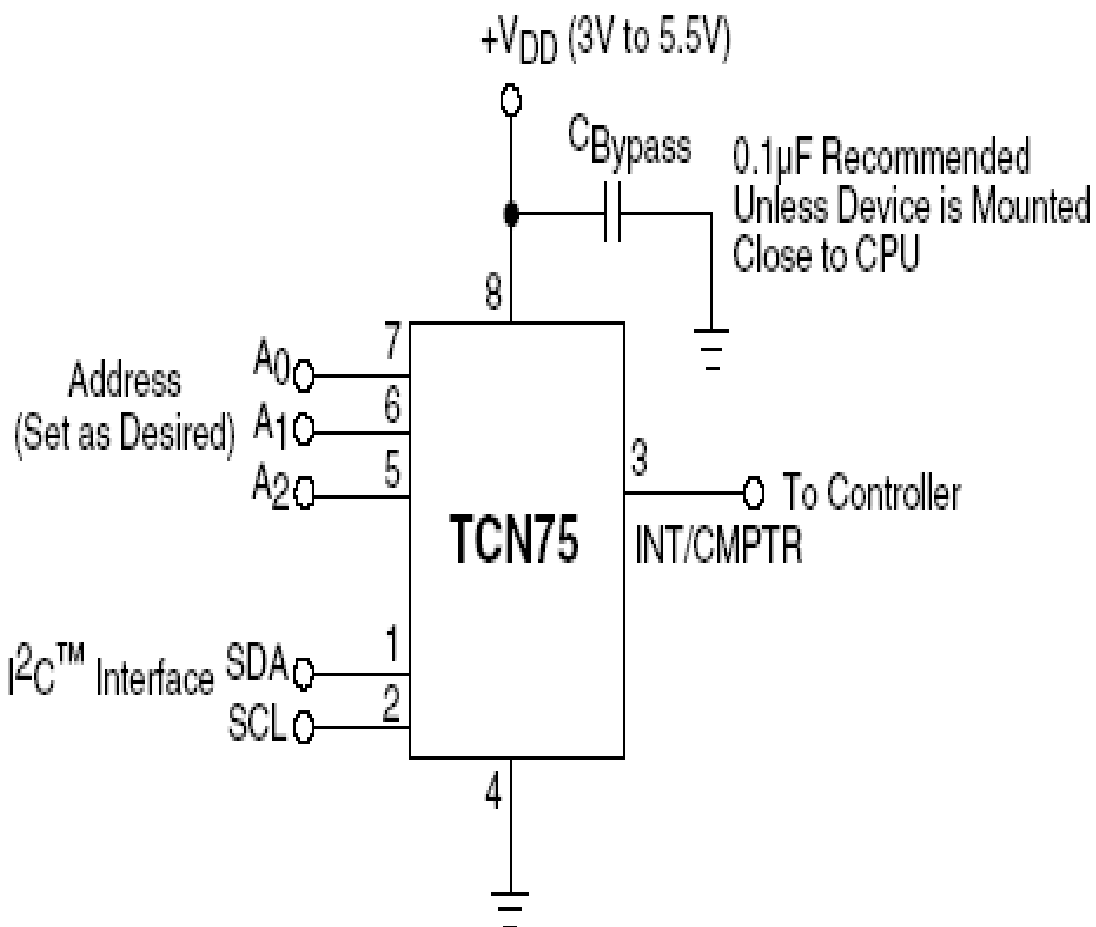 +VDD (3V to 5.5V)
CBypass
0.1µF Recommended
Unless Device is Mounted
Close to CPU
8
7
A0
Address
(Set as Desired)
6
A1
5
A2
3
To Controller
TCN75
INT/CMPTR
1
I2C™ Interface
SDA
2
SCL
4